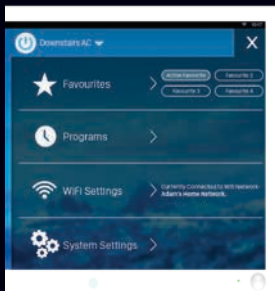 Downstairs AC
X
Favourites
Active Favourite Favourite 2
Favourite 3 Favourite 4
Programs
WiFi Settings
Currently Connected to Wifi Network:
Adam's Home Network.
System Settings